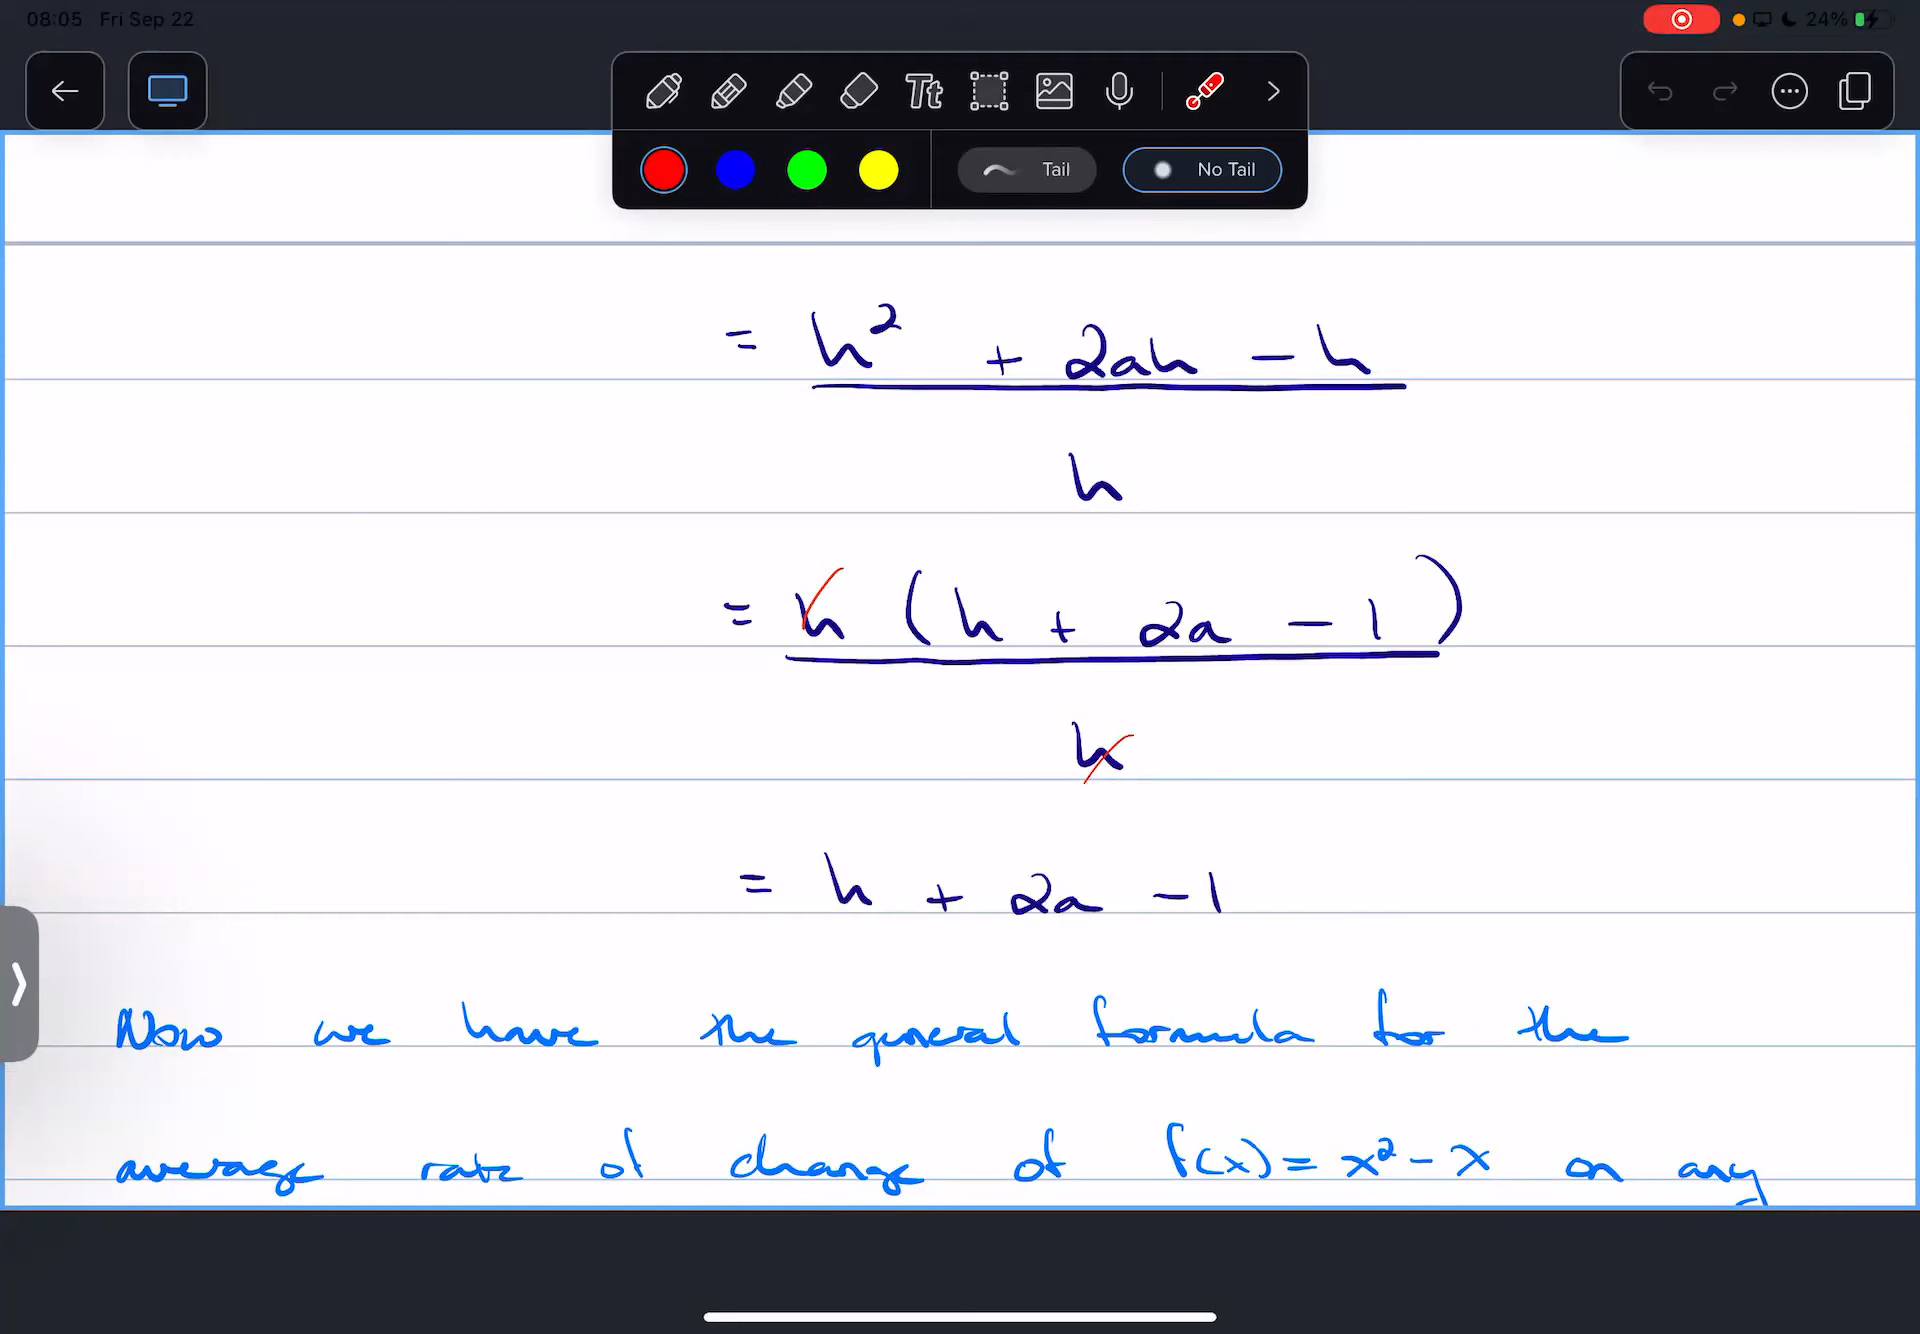 08:05 Fri Sep 22
24%
Tt
Tail No Tail
= h² + 2ah - h
h
= h (h + 2a - 1)
h
= h + 2a - 1
Now we have the general formula for the
average rate of change of f(x) = x² - x on any